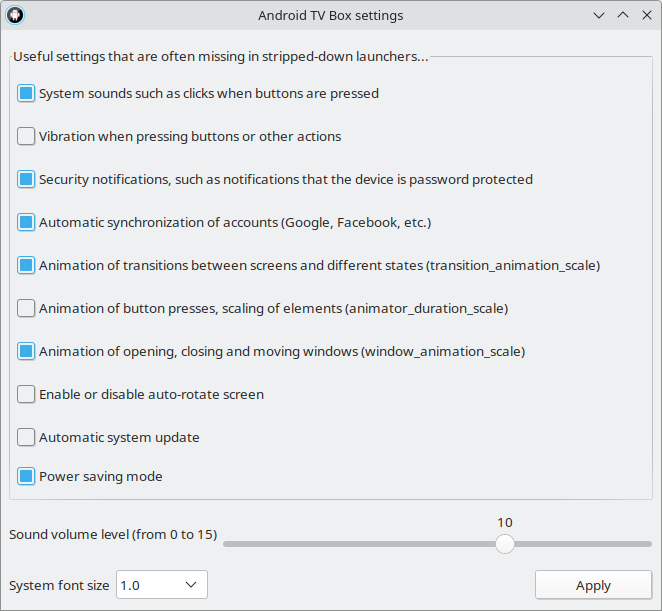 Android TV Box settings
Useful settings that are often missing in stripped-down launchers...
System sounds such as clicks when buttons are pressed
Vibration when pressing buttons or other actions
Security notifications, such as notifications that the device is password protected
Automatic synchronization of accounts (Google, Facebook, etc.)
Animation of transitions between screens and different states (transition_animation_scale)
Animation of button presses, scaling of elements (animator_duration_scale)
Animation of opening, closing and moving windows (window_animation_scale)
Enable or disable auto-rotate screen
Automatic system update
Power saving mode
10
Sound volume level (from 0 to 15)
System font size 1.0 Apply